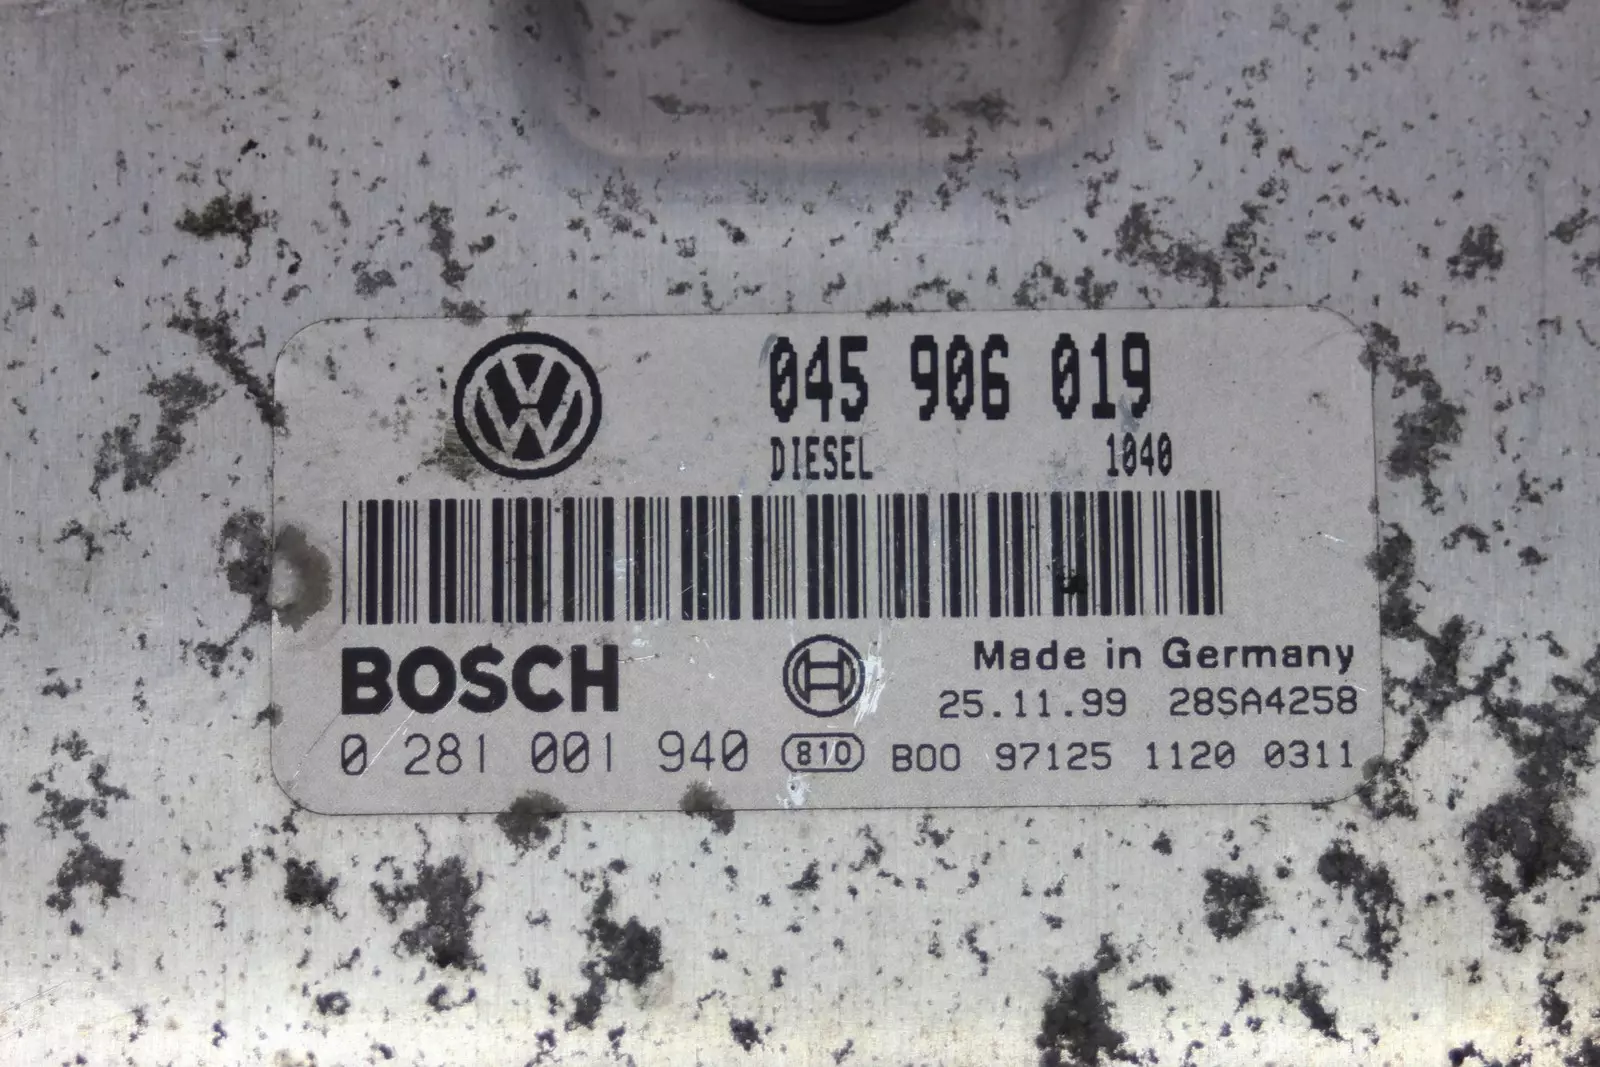 045 906 019
DIESEL 1040
BOSCH
Made in Germany
25.11.99 28SA4258
0 281 001 940 810 B00 97125 1120 0311